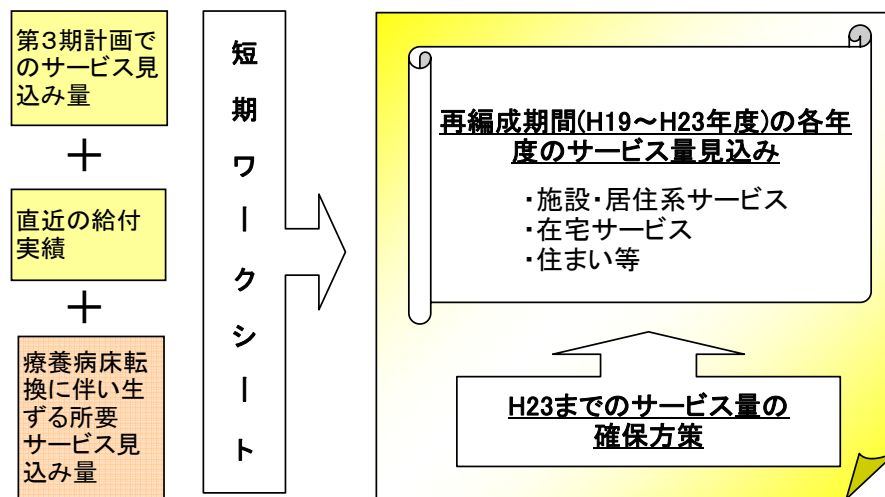 第3期計画で
のサービス見
込み量
＋
直近の給付
実績
＋
療養病床転
換に伴い生
ずる所要
サービス見
込み量
短期ワークシート
再編成期間(H19～H23年度)の各年
度のサービス量見込み
・施設・居住系サービス
・在宅サービス
・住まい等
H23までのサービス量の
確保方策